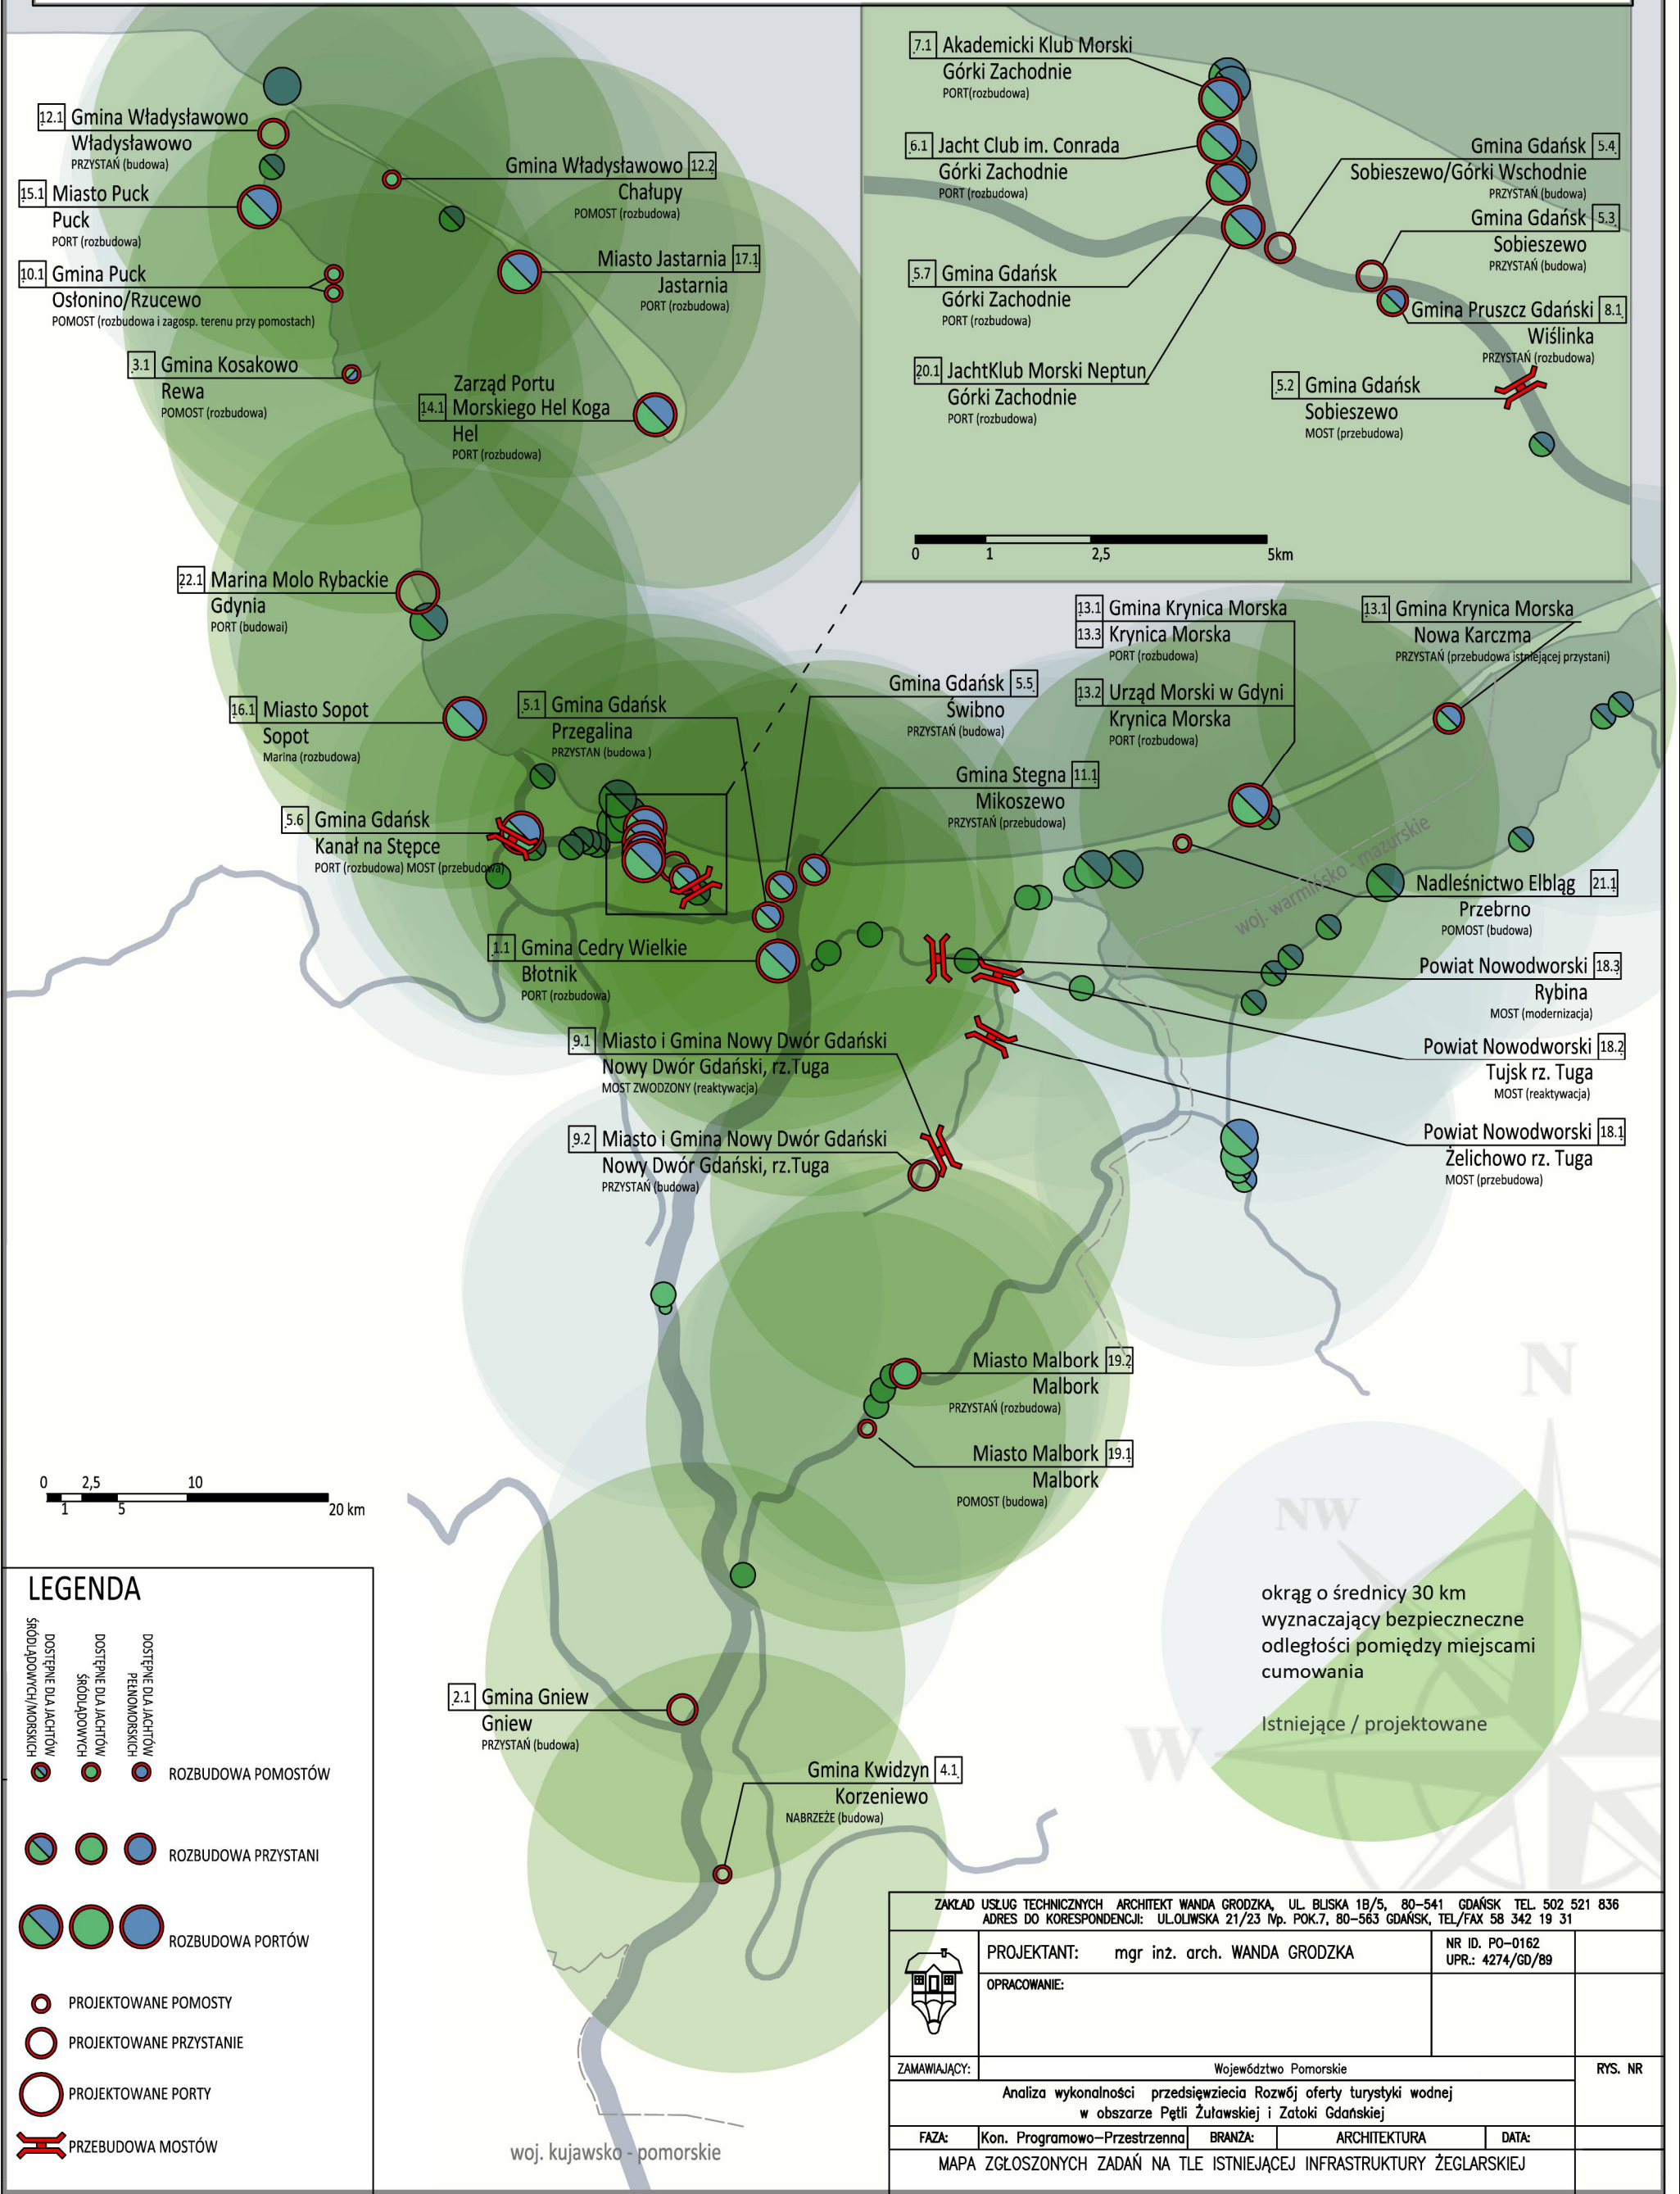 12.1 Gmina Władysławowo
Władysławowo
PRZYSTAŃ (budowa)
15.1 Miasto Puck
Puck
PORT (rozbudowa)
10.1 Gmina Puck
Osłonino/Rzucewo
POMOST (rozbudowa i zagosp. terenu przy pomostach)
3.1 Gmina Kosakowo
Rewa
POMOST (rozbudowa)
Gmina Władysławowo 12.2
Chałupy
POMOST (rozbudowa)
Miasto Jastarnia 17.1
Jastarnia
PORT (rozbudowa)
Zarząd Portu
14.1 Morskiego Hel Koga
Hel
PORT (rozbudowa)
7.1 Akademicki Klub Morski
Górki Zachodnie
PORT(rozbudowa)
6.1 Jacht Club im. Conrada
Górki Zachodnie
PORT (rozbudowa)
5.7 Gmina Gdańsk
Górki Zachodnie
PORT (rozbudowa)
20.1 JachtKlub Morski Neptun
Górki Zachodnie
PORT (rozbudowa)
Gmina Gdańsk 5.4
Sobieszewo/Górki Wschodnie
PRZYSTAŃ (budowa)
Gmina Gdańsk 5.3
Sobieszewo
PRZYSTAŃ (budowa)
Gmina Pruszcz Gdański 8.1
Wiślinka
PRZYSTAŃ (rozbudowa)
5.2 Gmina Gdańsk
Sobieszewo
MOST (przebudowa)
0 1 2,5 5km
22.1 Marina Molo Rybackie
Gdynia
PORT (budowai)
16.1 Miasto Sopot
Sopot
Marina (rozbudowa)
5.1 Gmina Gdańsk
Przegalina
PRZYSTAŃ (budowa )
Gmina Gdańsk 5.5
Świbno
PRZYSTAŃ (budowa)
Gmina Stegna 11.1
Mikoszewo
PRZYSTAŃ (przebudowa)
13.1 Gmina Krynica Morska
13.3 Krynica Morska
PORT (rozbudowa)
13.2 Urząd Morski w Gdyni
Krynica Morska
PORT (rozbudowa)
13.1 Gmina Krynica Morska
Nowa Karczma
PRZYSTAŃ (przebudowa istniejącej przystani)
5.6 Gmina Gdańsk
Kanał na Stępce
PORT (rozbudowa) MOST (przebudowa)
woj. warmińsko - mazurskie
Nadleśnictwo Elbląg 21.1
Przebrno
POMOST (budowa)
1.1 Gmina Cedry Wielkie
Błotnik
PORT (rozbudowa)
Powiat Nowodworski 18.3
Rybina
MOST (modernizacja)
Powiat Nowodworski 18.2
Tujsk rz. Tuga
MOST (reaktywacja)
Powiat Nowodworski 18.1
Żelichowo rz. Tuga
MOST (przebudowa)
9.1 Miasto i Gmina Nowy Dwór Gdański
Nowy Dwór Gdański, rz.Tuga
MOST ZWODZONY (reaktywacja)
9.2 Miasto i Gmina Nowy Dwór Gdański
Nowy Dwór Gdański, rz.Tuga
PRZYSTAŃ (budowa)
Miasto Malbork 19.2
Malbork
PRZYSTAŃ (rozbudowa)
Miasto Malbork 19.1
Malbork
POMOST (budowa)
0 2,5 10
1 5 20 km
2.1 Gmina Gniew
Gniew
PRZYSTAŃ (budowa)
Gmina Kwidzyn 4.1
Korzeniewo
NABRZEŻE (budowa)
N
NW
W
okrąg o średnicy 30 km
wyznaczający bezpieczneczne
odległości pomiędzy miejscami
cumowania
Istniejące / projektowane
LEGENDA
DOSTĘPNE DLA JACHTÓW
ŚRÓDLĄDOWYCH/MORSKICH
DOSTĘPNE DLA JACHTÓW
ŚRÓDLĄDOWYCH
DOSTĘPNE DLA JACHTÓW
PEŁNOMORSKICH
ROZBUDOWA POMOSTÓW
ROZBUDOWA PRZYSTANI
ROZBUDOWA PORTÓW
PROJEKTOWANE POMOSTY
PROJEKTOWANE PRZYSTANIE
PROJEKTOWANE PORTY
PRZEBUDOWA MOSTÓW
woj. kujawsko - pomorskie
ZAKŁAD USŁUG TECHNICZNYCH ARCHITEKT WANDA GRODZKA, UL. BLISKA 1B/5, 80-541 GDAŃSK TEL. 502 521 836
ADRES DO KORESPONDENCJI: UL.OLIWSKA 21/23 IVp. POK.7, 80-563 GDAŃSK, TEL/FAX 58 342 19 31
PROJEKTANT: mgr inż. arch. WANDA GRODZKA
NR ID. PO-0162
UPR.: 4274/GD/89
OPRACOWANIE:
ZAMAWIAJĄCY: Województwo Pomorskie RYS. NR
Analiza wykonalności przedsięwziecia Rozwój oferty turystyki wodnej
w obszarze Pętli Żuławskiej i Zatoki Gdańskiej
FAZA: Kon. Programowo-Przestrzenna BRANŻA: ARCHITEKTURA DATA:
MAPA ZGŁOSZONYCH ZADAŃ NA TLE ISTNIEJĄCEJ INFRASTRUKTURY ŻEGLARSKIEJ